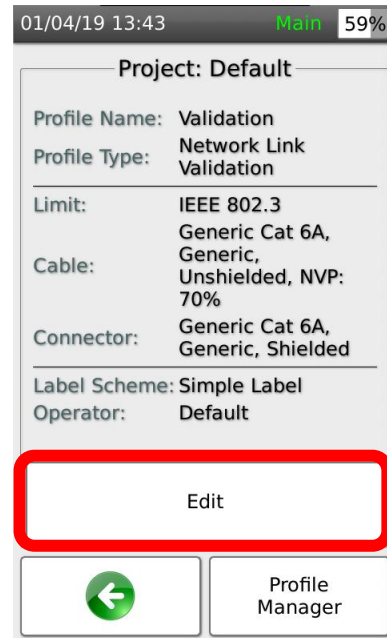 01/04/19 13:43 Main 59%
Project: Default
Profile Name: Validation
Profile Type: Network Link
Validation
Limit: IEEE 802.3
Cable: Generic Cat 6A,
Generic,
Unshielded, NVP:
70%
Connector: Generic Cat 6A,
Generic, Shielded
Label Scheme: Simple Label
Operator: Default
Edit
Profile
Manager